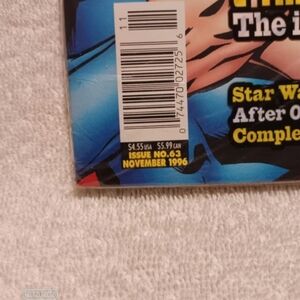 11
The i
0 74470 02725 6
Star Wa
After O
Comple
$4.55 USA $5.99 CAN
ISSUE NO.63
NOVEMBER 1996